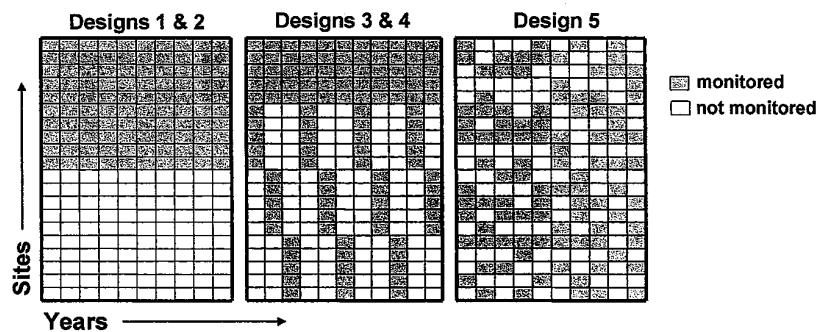 Designs 1 & 2
Designs 3 & 4
Design 5
monitored
not monitored
Sites
Years